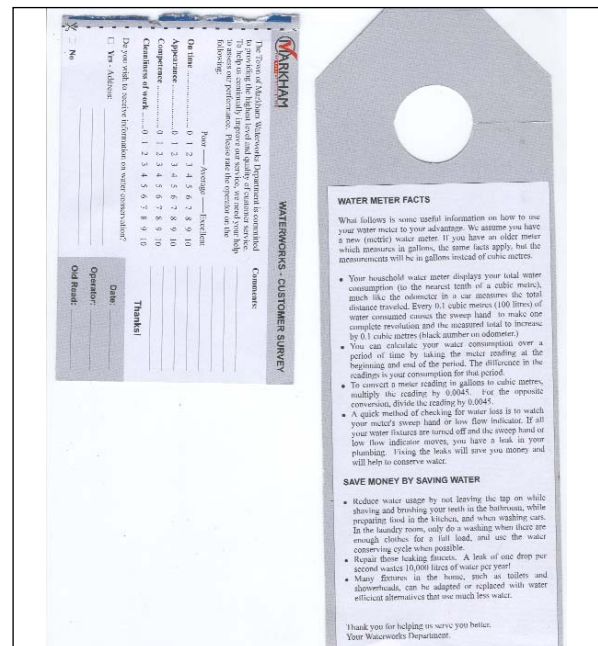 MARKHAM
WATERWORKS - CUSTOMER SURVEY
The Town of Markham Waterworks Department is committed
to providing the highest level and quality of customer service.
To help us continually improve our service, we need your help
to assess our performance. Please rate the operator on the
following:
Poor —— Average —Excellent
On time ..................0 1 2 3 4 5 6 7 8 9 10
Appearance ..............0 1 2 3 4 5 6 7 8 9 10
Competence ..............0 1 2 3 4 5 6 7 8 9 10
Cleanliness of work ......0 1 2 3 4 5 6 7 8 9 10
Do you wish to receive information on water conservation?
Yes - Address:
No
Comments:
Thanks!
Date:
Operator:
Old Read:
WATER METER FACTS
What follows is some useful information on how to use
your water meter to your advantage. We assume you have
a new (metric) water meter. If you have an older meter
which measures in gallons, the same facts apply, but the
measurements will be in gallons instead of cubic metres.
• Your household water meter displays your total water
consumption (to the nearest tenth of a cubic metre),
much like the odometer in a car measures the total
distance traveled. Every 0.1 cubic metres (100 litres) of
water consumed causes the sweep hand to make one
complete revolution and the measured total to increase
by 0.1 cubic metres (black number on odometer.)
• You can calculate your water consumption over a
period of time by taking the meter reading at the
beginning and end of the period. The difference in the
readings is your consumption for that period.
• To convert a meter reading in gallons to cubic metres,
multiply the reading by 0.0045. For the opposite
conversion, divide the reading by 0.0045.
• A quick method of checking for water loss is to watch
your meter's sweep hand or low flow indicator. If all
your water fixtures are turned off and the sweep hand or
low flow indicator moves, you have a leak in your
plumbing. Fixing the leaks will save you money and
will help to conserve water.
SAVE MONEY BY SAVING WATER
• Reduce water usage by not leaving the tap on while
shaving and brushing your teeth in the bathroom, while
preparing food in the kitchen, and when washing cars.
In the laundry room, only do a washing when there are
enough clothes for a full load, and use the water
conserving cycle when possible.
• Repair those leaking faucets. A leak of one drop per
second wastes 10,000 litres of water per year!
• Many fixtures in the home, such as toilets and
showerheads, can be adapted or replaced with water
efficient alternatives that use much less water.
Thank you for helping us serve you better.
Your Waterworks Department.